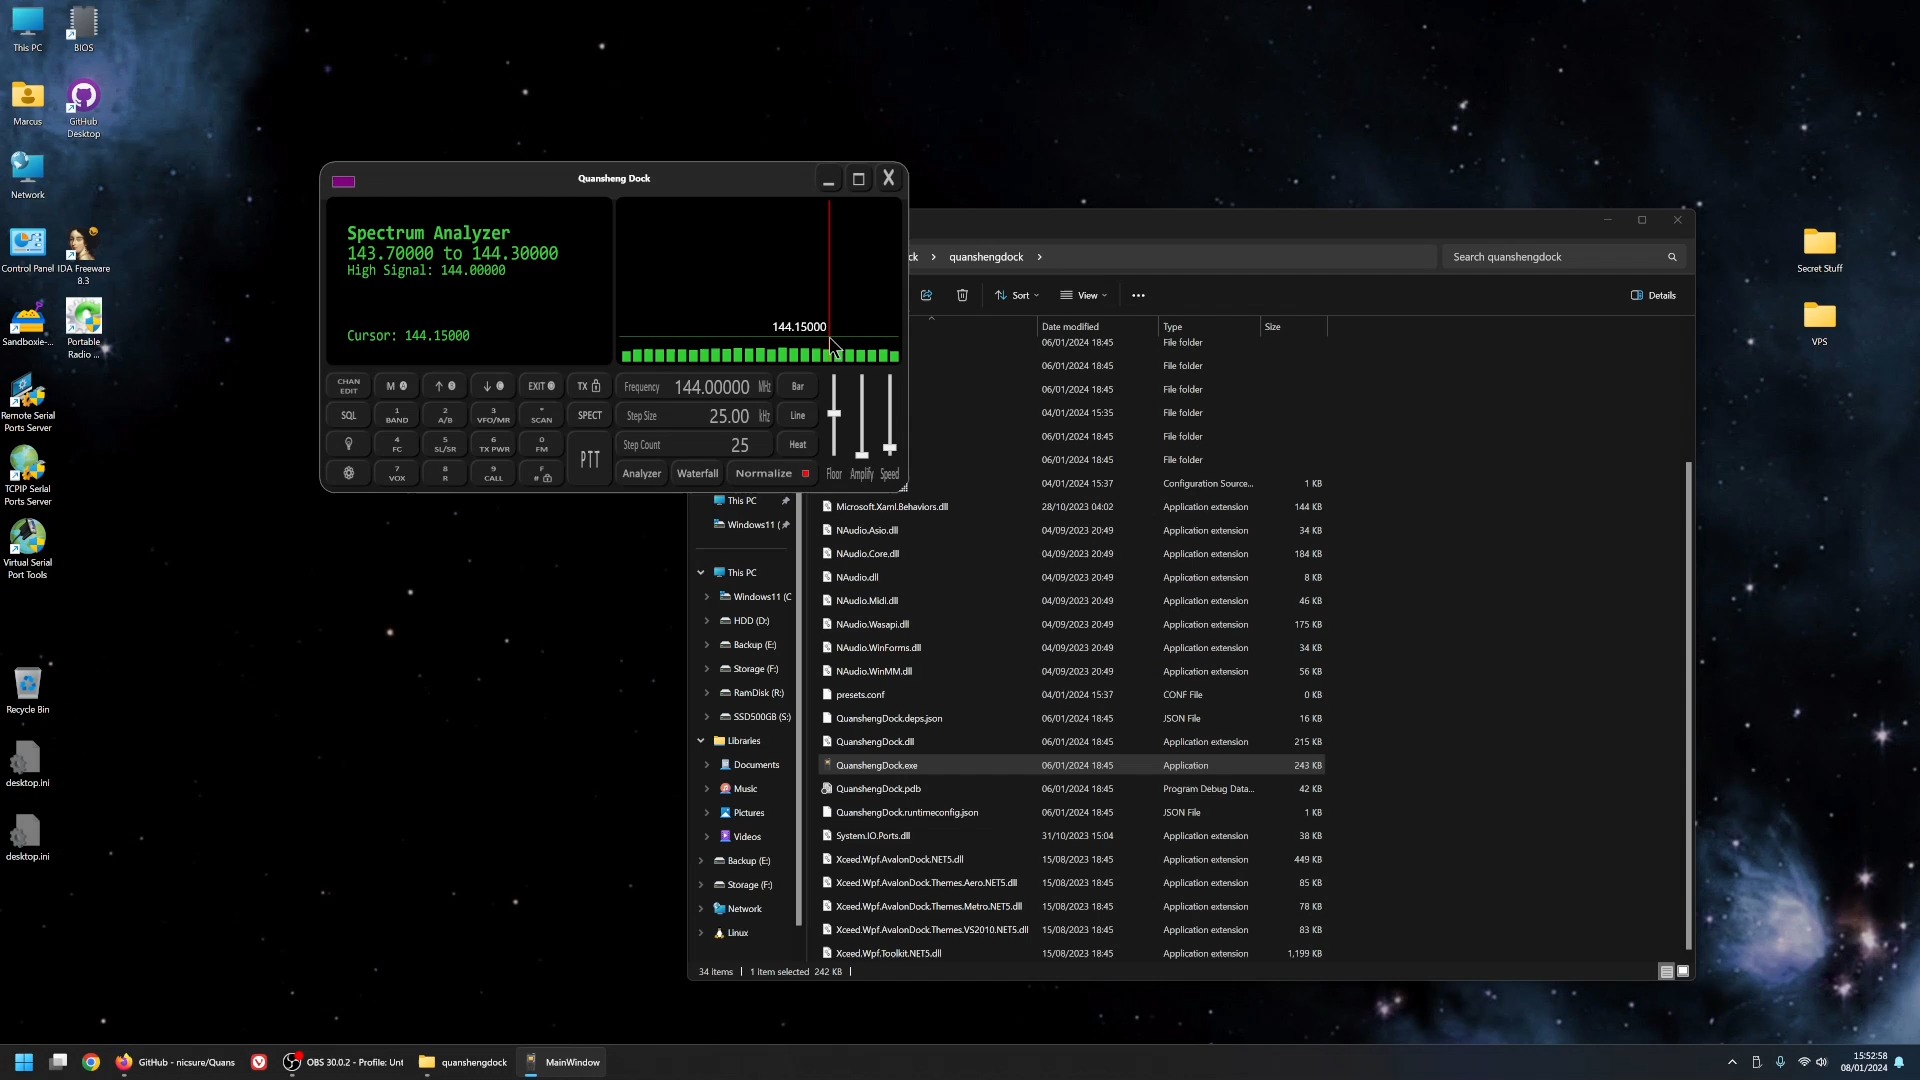 This PC
BIOS
Marcus
GitHub
Desktop
Network
Control Panel
IDA Freeware
8.3
Sandboxie-...
Portable
Radio ...
Remote Serial
Ports Server
TCPIP Serial
Ports Server
Virtual Serial
Port Tools
Recycle Bin
desktop.ini
desktop.ini
Secret Stuff
VPS
Quansheng Dock
X
Spectrum Analyzer
143.70000 to 144.30000
High Signal: 144.00000
Cursor: 144.15000
144.15000
CHAN
EDIT
M A
B
C
EXIT D
TX
Frequency 144.00000 MHz
Bar
SQL
1
BAND
2
A/B
3
VFO/MR
*
SCAN
SPECT
Step Size 25.00 kHz
Line
4
FC
5
SL/SR
6
TX PWR
0
FM
PTT
Step Count 25
Heat
7
VOX
8
R
9
CALL
F
#
Analyzer
Waterfall
Normalize
Floor
Amplify
Speed
ck > quanshengdock >
Search quanshengdock
Sort
View
Details
Date modified Type Size
06/01/2024 18:45 File folder
06/01/2024 18:45 File folder
06/01/2024 18:45 File folder
04/01/2024 15:35 File folder
06/01/2024 18:45 File folder
06/01/2024 18:45 File folder
04/01/2024 15:37 Configuration Source... 1 KB
Microsoft.Xaml.Behaviors.dll 28/10/2023 04:02 Application extension 144 KB
NAudio.Asio.dll 04/09/2023 20:49 Application extension 34 KB
NAudio.Core.dll 04/09/2023 20:49 Application extension 184 KB
NAudio.dll 04/09/2023 20:49 Application extension 8 KB
NAudio.Midi.dll 04/09/2023 20:49 Application extension 46 KB
NAudio.Wasapi.dll 04/09/2023 20:49 Application extension 175 KB
NAudio.WinForms.dll 04/09/2023 20:49 Application extension 34 KB
NAudio.WinMM.dll 04/09/2023 20:49 Application extension 56 KB
presets.conf 04/01/2024 15:37 CONF File 0 KB
QuanshengDock.deps.json 06/01/2024 18:45 JSON File 16 KB
QuanshengDock.dll 06/01/2024 18:45 Application extension 215 KB
QuanshengDock.exe 06/01/2024 18:45 Application 243 KB
QuanshengDock.pdb 06/01/2024 18:45 Program Debug Data... 42 KB
QuanshengDock.runtimeconfig.json 06/01/2024 18:45 JSON File 1 KB
System.IO.Ports.dll 31/10/2023 15:04 Application extension 38 KB
Xceed.Wpf.AvalonDock.NET5.dll 15/08/2023 18:45 Application extension 449 KB
Xceed.Wpf.AvalonDock.Themes.Aero.NET5.dll 15/08/2023 18:45 Application extension 85 KB
Xceed.Wpf.AvalonDock.Themes.Metro.NET5.dll 15/08/2023 18:45 Application extension 78 KB
Xceed.Wpf.AvalonDock.Themes.VS2010.NET5.dll 15/08/2023 18:45 Application extension 83 KB
Xceed.Wpf.Toolkit.NET5.dll 15/08/2023 18:45 Application extension 1,199 KB
This PC
Windows11 (
This PC
Windows11 (C
HDD (D:)
Backup (E:)
Storage (F:)
RamDisk (R:)
SSD500GB (S:)
Libraries
Documents
Music
Pictures
Videos
Backup (E:)
Storage (F:)
Network
Linux
34 items 1 item selected 242 KB
GitHub - nicsure/Quans
OBS 30.0.2 - Profile: Unt
quanshengdock
MainWindow
15:52:58
08/01/2024